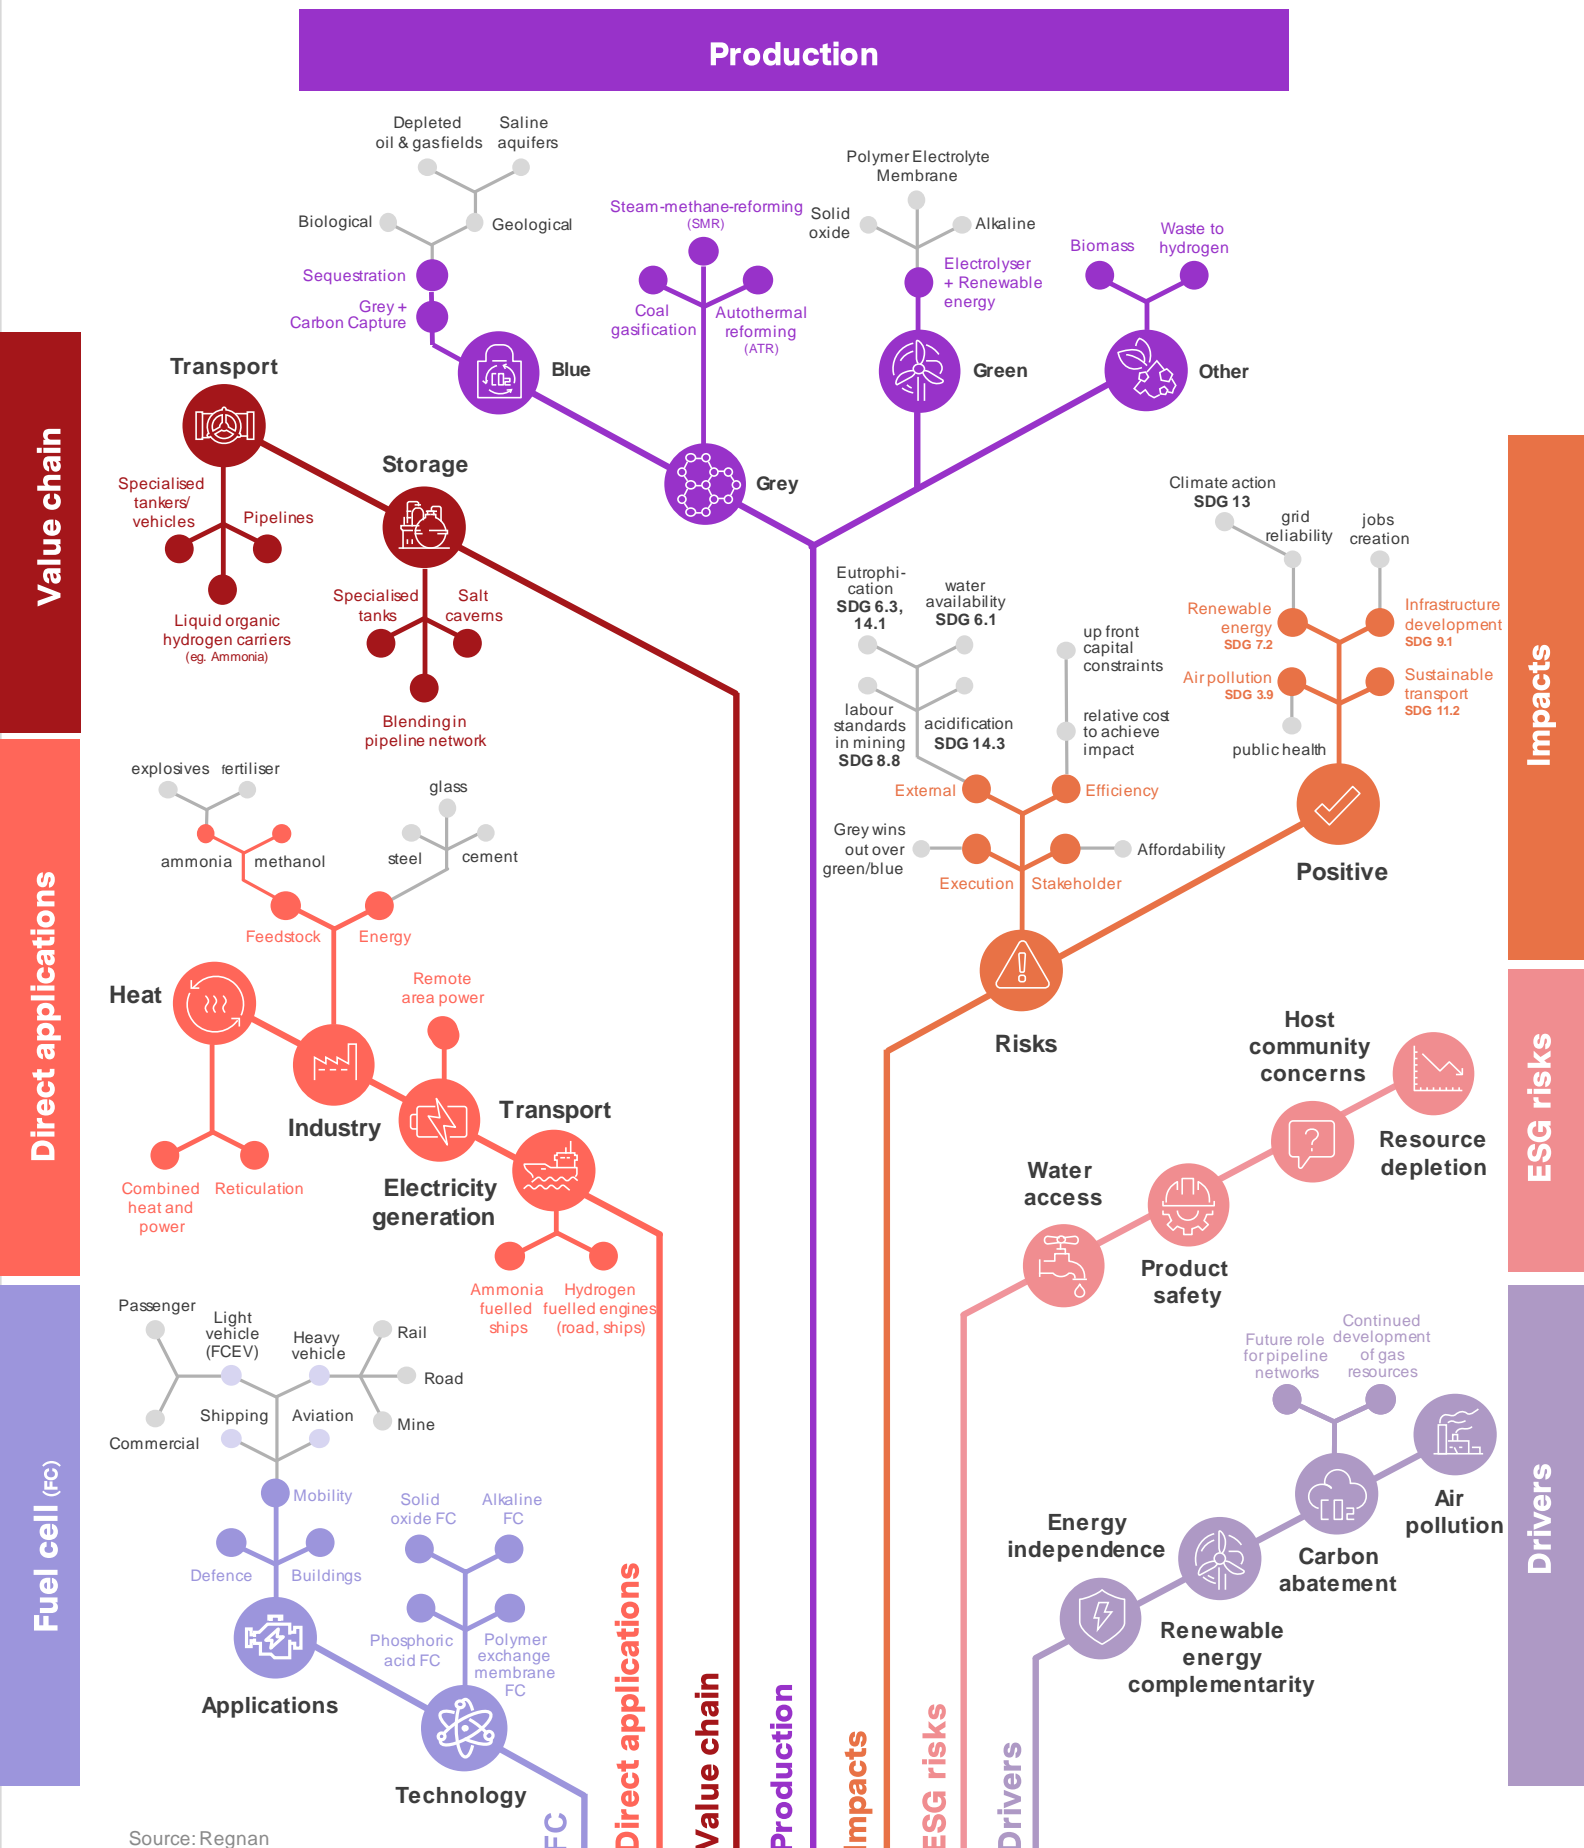 Production
Depleted
oil & gasfields
Saline
aquifers
Biological
Geological
Sequestration
Grey +
Carbon Capture
Blue
Steam-methane-reforming
(SMR)
Coal
gasification
Autothermal
reforming
(ATR)
Grey
Polymer Electrolyte
Membrane
Solid
oxide
Alkaline
Electrolyser
+ Renewable
energy
Green
Biomass
Waste to
hydrogen
Other
Value chain
Transport
Specialised
tankers/
vehicles
Pipelines
Liquid organic
hydrogen carriers
(eg. Ammonia)
Storage
Specialised
tanks
Salt
caverns
Blending in
pipeline network
Impacts
Climate action
SDG 13
grid
reliability
jobs
creation
Renewable
energy
SDG 7.2
Infrastructure
development
SDG 9.1
Air pollution
SDG 3.9
Sustainable
transport
SDG 11.2
public health
Positive
Eutrophi-
cation
SDG 6.3,
14.1
water
availability
SDG 6.1
labour
standards
in mining
SDG 8.8
acidification
SDG 14.3
up front
capital
constraints
relative cost
to achieve
impact
External
Efficiency
Grey wins
out over
green/blue
Affordability
Execution
Stakeholder
Risks
Direct applications
explosives
fertiliser
ammonia
methanol
glass
steel
cement
Feedstock
Energy
Heat
Combined
heat and
power
Reticulation
Industry
Remote
area power
Electricity
generation
Transport
Ammonia
fuelled
ships
Hydrogen
fuelled engines
(road, ships)
ESG risks
Host
community
concerns
Resource
depletion
Water
access
Product
safety
Fuel cell (FC)
Passenger
Light
vehicle
(FCEV)
Heavy
vehicle
Rail
Road
Mine
Commercial
Shipping
Aviation
Mobility
Defence
Buildings
Applications
Solid
oxide FC
Alkaline
FC
Phosphoric
acid FC
Polymer
exchange
membrane
FC
Technology
Drivers
Future role
for pipeline
networks
Continued
development
of gas
resources
Air
pollution
Carbon
abatement
Energy
independence
Renewable
energy
complementarity
FC
Direct applications
Value chain
Production
Impacts
ESG risks
Drivers
Source: Regnan